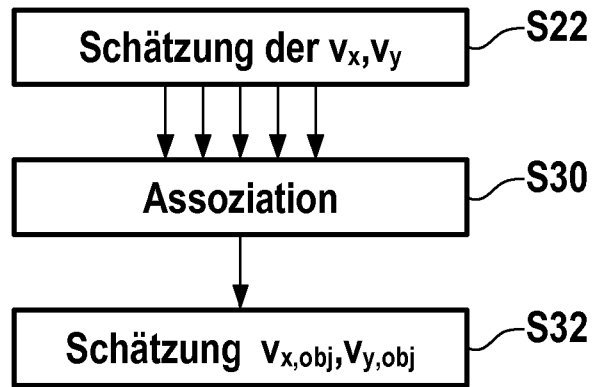 Schätzung der vx,vy
S22
Assoziation
S30
Schätzung vx,obj,vy,obj
S32